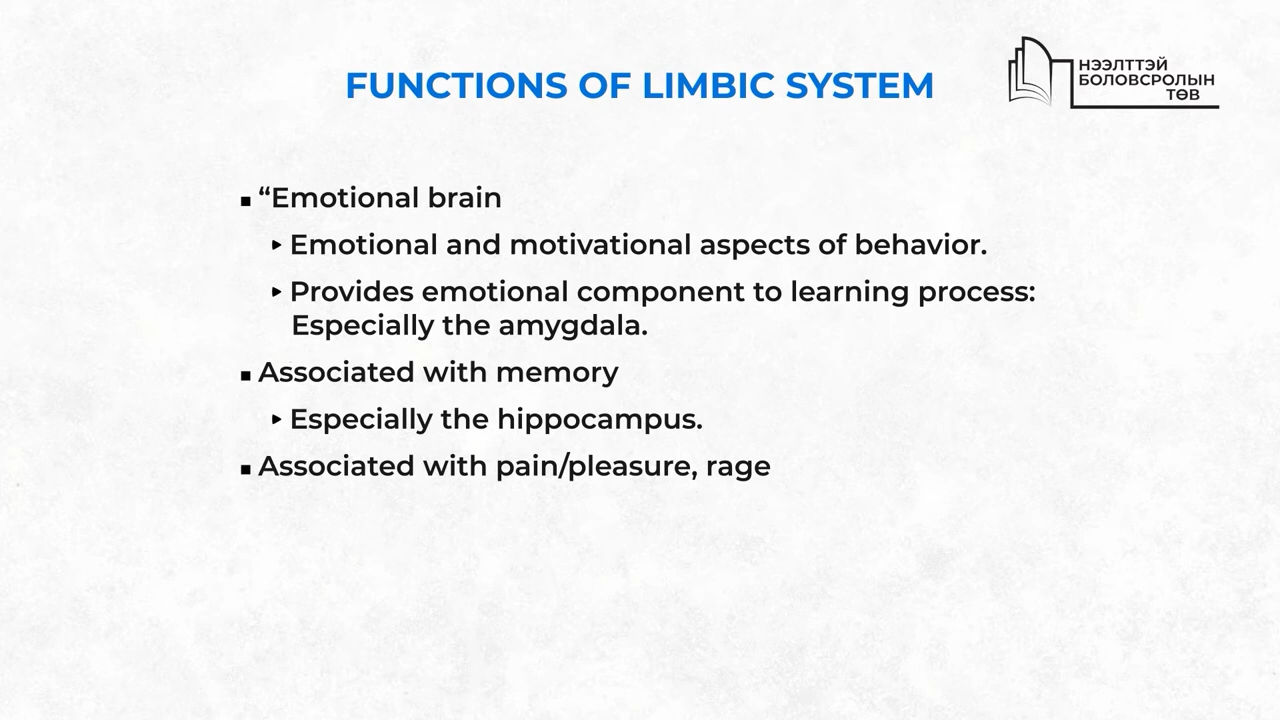 FUNCTIONS OF LIMBIC SYSTEM
НЭЭЛТТЭЙ
БОЛОВСРОЛЫН
ТӨВ
“Emotional brain
Emotional and motivational aspects of behavior.
Provides emotional component to learning process:
Especially the amygdala.
Associated with memory
Especially the hippocampus.
Associated with pain/pleasure, rage